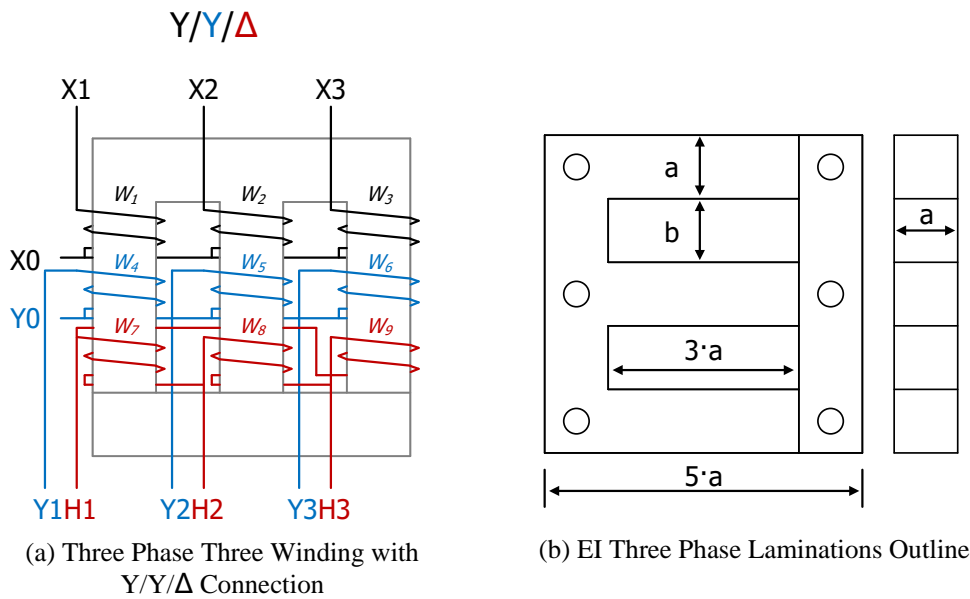 Y/Y/Δ
X1 X2 X3
W1 W2 W3
X0
W4 W5 W6
Y0
W7 W8 W9
Y1H1 Y2H2 Y3H3
(a) Three Phase Three Winding with
Y/Y/Δ Connection
a
b
a
3·a
5·a
(b) EI Three Phase Laminations Outline